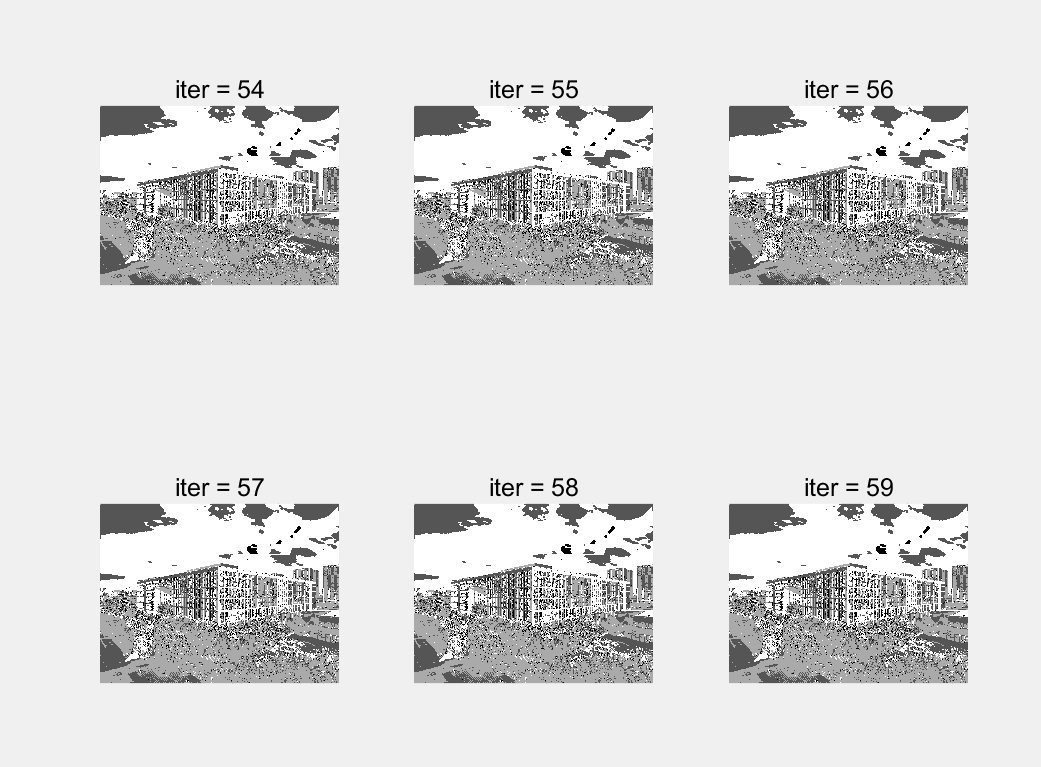 iter = 54
iter = 55
iter = 56
iter = 57
iter = 58
iter = 59